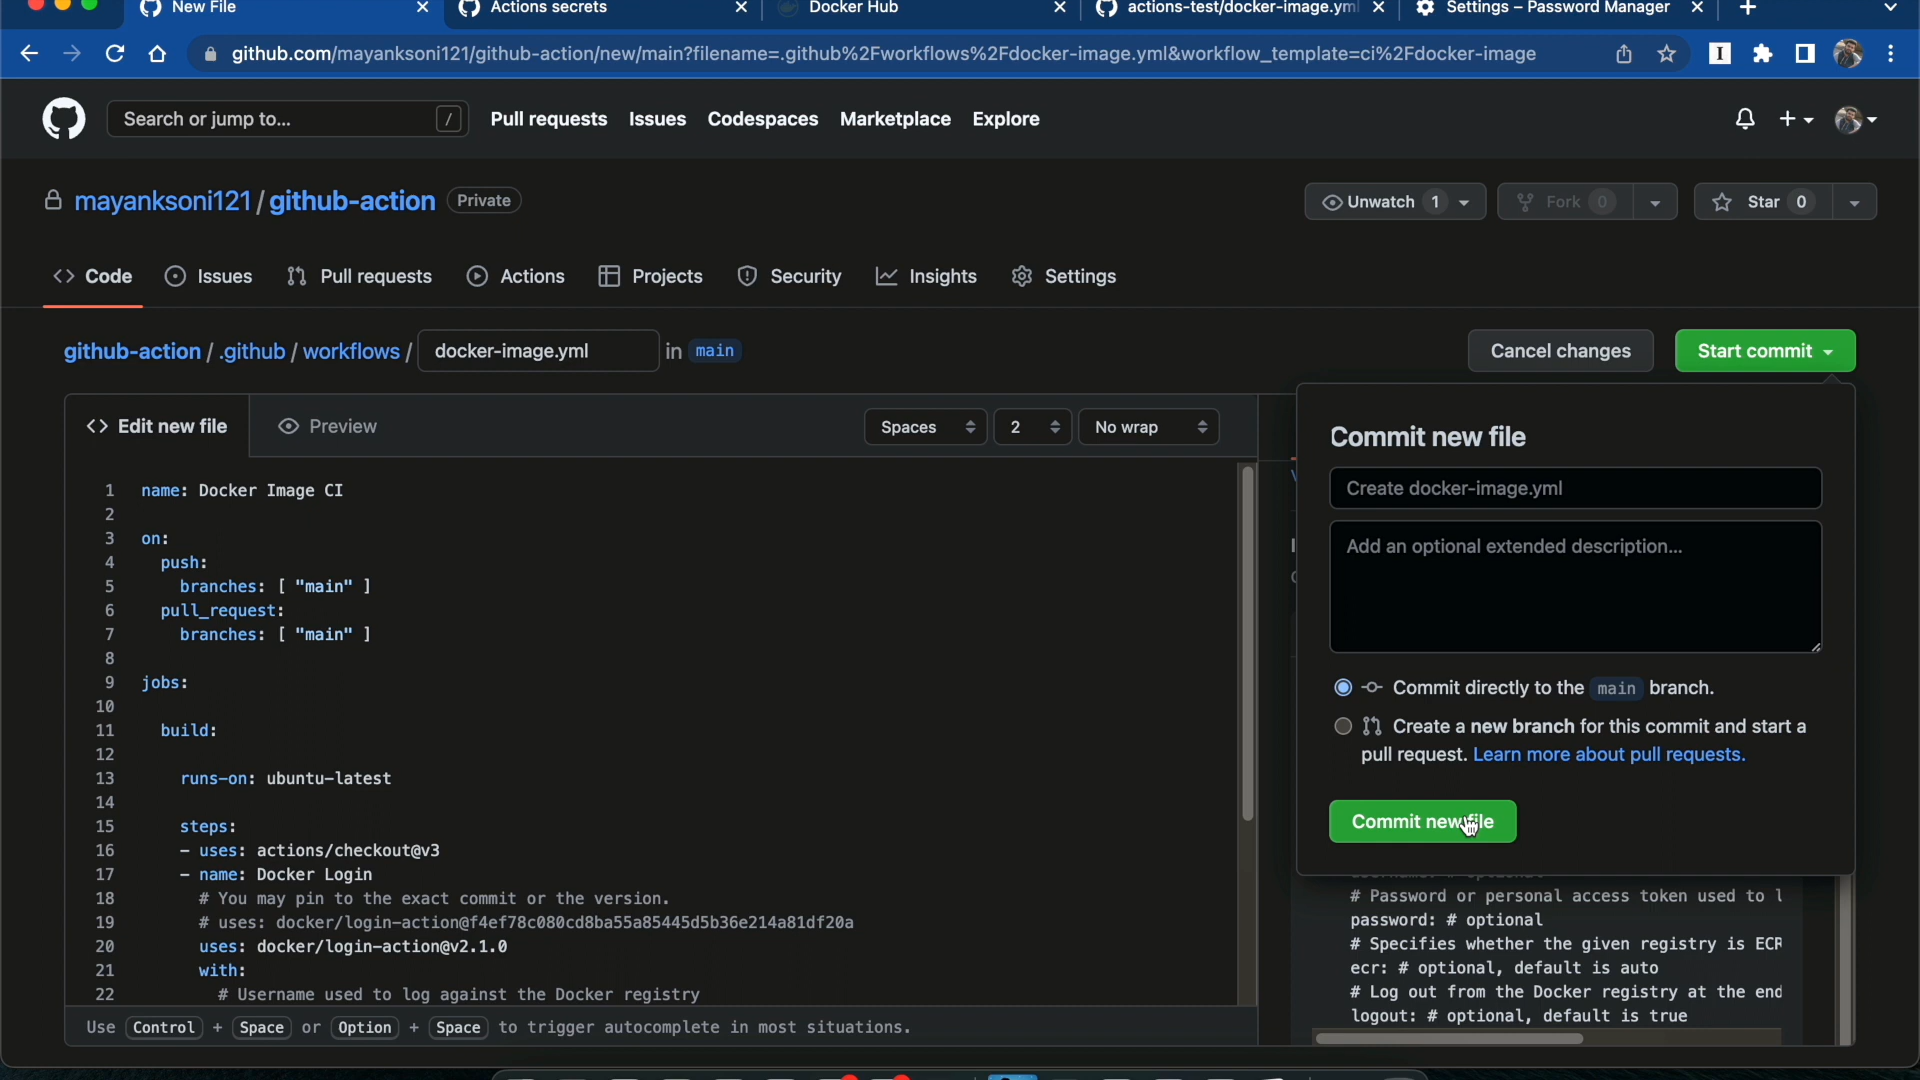 New File
Actions secrets
Docker Hub
actions-test/docker-image.yml
Settings – Password Manager
github.com/mayanksoni121/github-action/new/main?filename=.github%2Fworkflows%2Fdocker-image.yml&workflow_template=ci%2Fdocker-image
Search or jump to...
/
Pull requests
Issues
Codespaces
Marketplace
Explore
mayanksoni121/github-action
Private
Unwatch 1
Fork 0
Star 0
Code
Issues
Pull requests
Actions
Projects
Security
Insights
Settings
github-action / .github / workflows / docker-image.yml in main
Cancel changes
Start commit
Edit new file
Preview
Spaces
2
No wrap
1 name: Docker Image CI
2
3 on:
4 push:
5 branches: [ "main" ]
6 pull_request:
7 branches: [ "main" ]
8
9 jobs:
10
11 build:
12
13 runs-on: ubuntu-latest
14
15 steps:
16 - uses: actions/checkout@v3
17 - name: Docker Login
18 # You may pin to the exact commit or the version.
19 # uses: docker/login-action@f4ef78c080cd8ba55a85445d5b36e214a81df20a
20 uses: docker/login-action@v2.1.0
21 with:
22 # Username used to log against the Docker registry
Use Control + Space or Option + Space to trigger autocomplete in most situations.
Commit new file
Create docker-image.yml
Add an optional extended description...
Commit directly to the main branch.
Create a new branch for this commit and start a
pull request. Learn more about pull requests.
Commit new file
# Password or personal access token used to l
password: # optional
# Specifies whether the given registry is ECR
ecr: # optional, default is auto
# Log out from the Docker registry at the end
logout: # optional, default is true